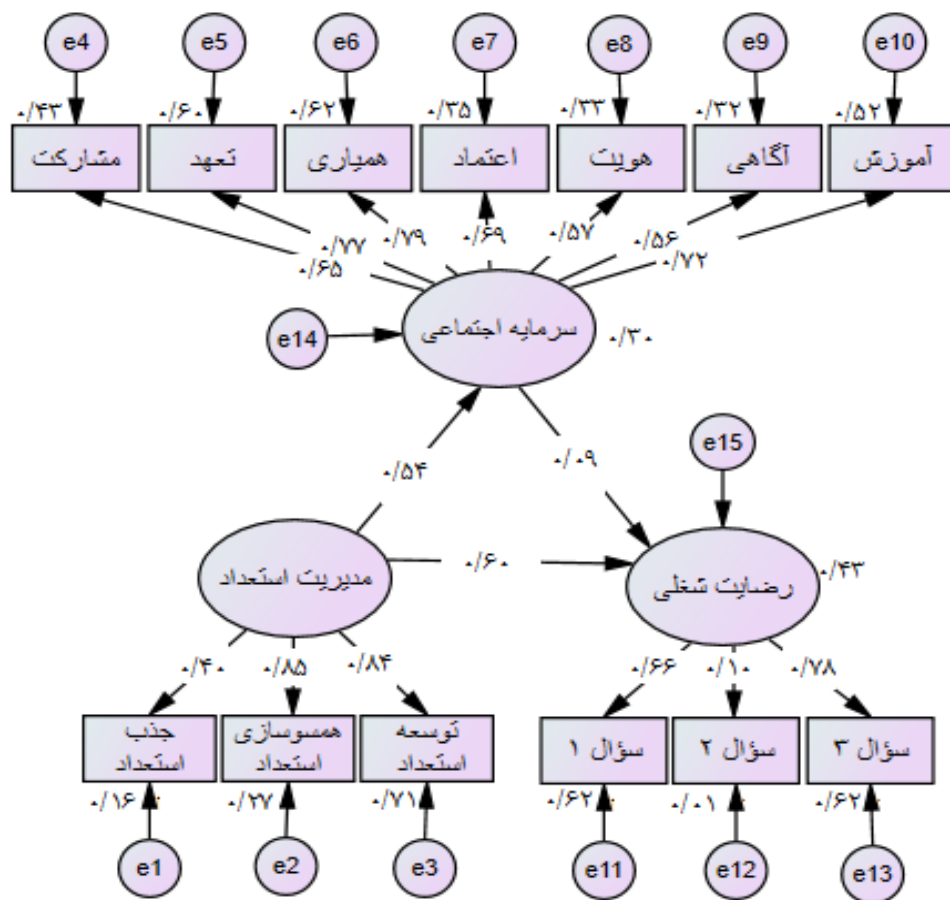 e4 e5 e6 e7 e8 e9 e10
۰/۴۳ ۰/۶۰ ۰/۶۲ ۰/۳۵ ۰/۳۳ ۰/۳۲ ۰/۵۲
مشارکت تعهد همیاری اعتماد هویت آگاهی آموزش
۰/۶۵ ۰/۷۷ ۰/۷۹ ۰/۶۹ ۰/۵۷ ۰/۵۶ ۰/۷۲
e14
سرمایه اجتماعی
۰/۳۰
e15
۰/۵۴
۰/۰۹
مدیریت استعداد
۰/۶۰
رضایت شغلی
۰/۴۳
۰/۴۰ ۰/۸۵ ۰/۸۴
۰/۶۶ ۰/۱۰ ۰/۷۸
جذب
استعداد
همسوسازی
استعداد
توسعه
استعداد
سؤال ۱
سؤال ۲
سؤال ۳
۰/۱۶ ۰/۲۷ ۰/۷۱
۰/۶۲ ۰/۰۱ ۰/۶۲
e1 e2 e3
e11 e12 e13